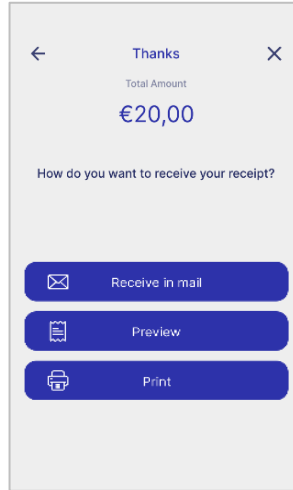 Thanks
Total Amount
€20,00
How do you want to receive your receipt?
Receive in mail
Preview
Print